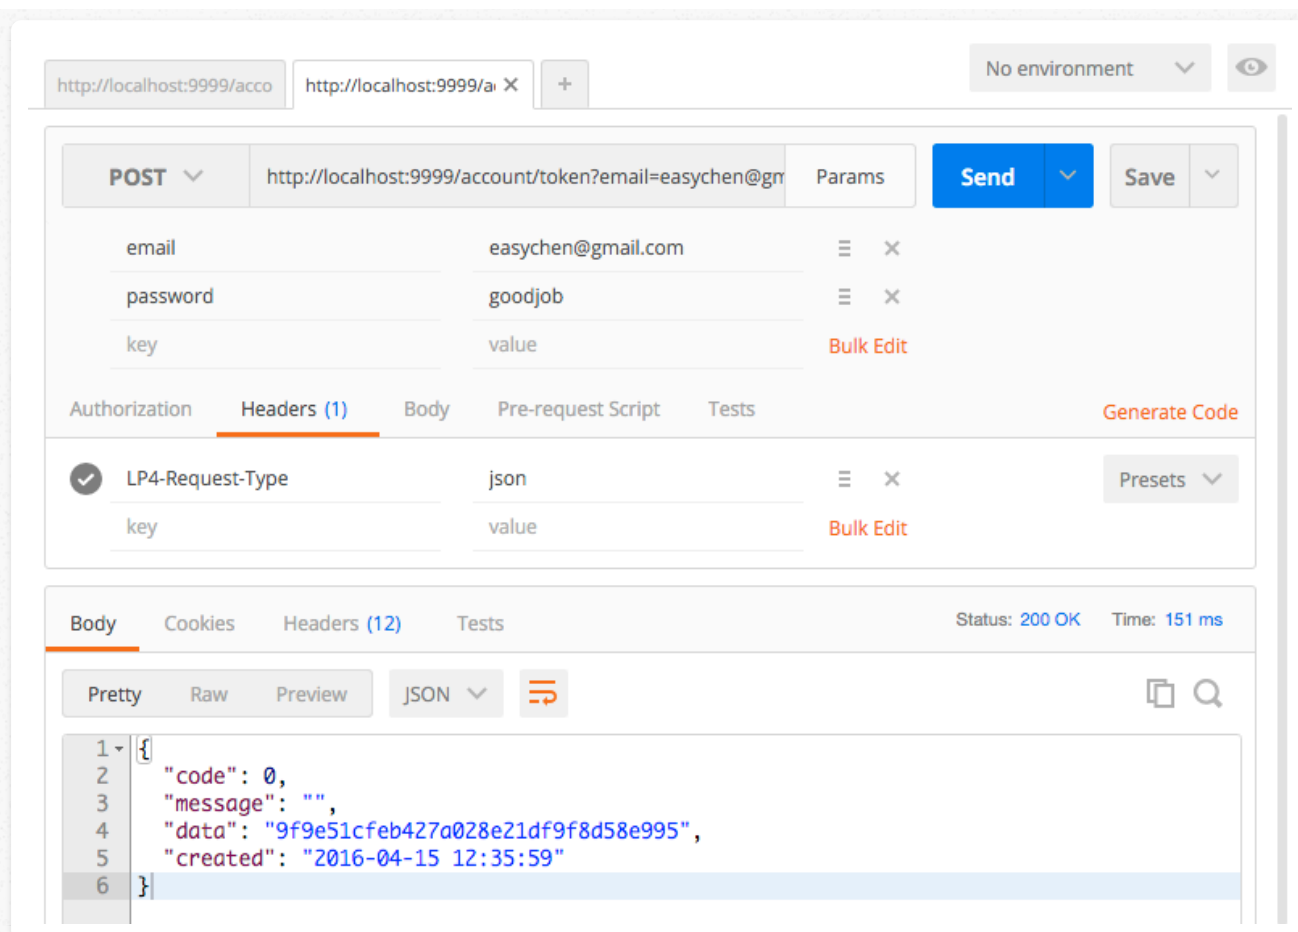 No environment
http://localhost:9999/acco http://localhost:9999/a
POST http://localhost:9999/account/token?email=easychen@gm Params Send Save
email easychen@gmail.com
password goodjob
key value Bulk Edit
Authorization Headers (1) Body Pre-request Script Tests Generate Code
LP4-Request-Type json Presets
key value Bulk Edit
Body Cookies Headers (12) Tests Status: 200 OK Time: 151 ms
Pretty Raw Preview JSON
1 {
2 "code": 0,
3 "message": "",
4 "data": "9f9e51cfeb427a028e21df9f8d58e995",
5 "created": "2016-04-15 12:35:59"
6 }